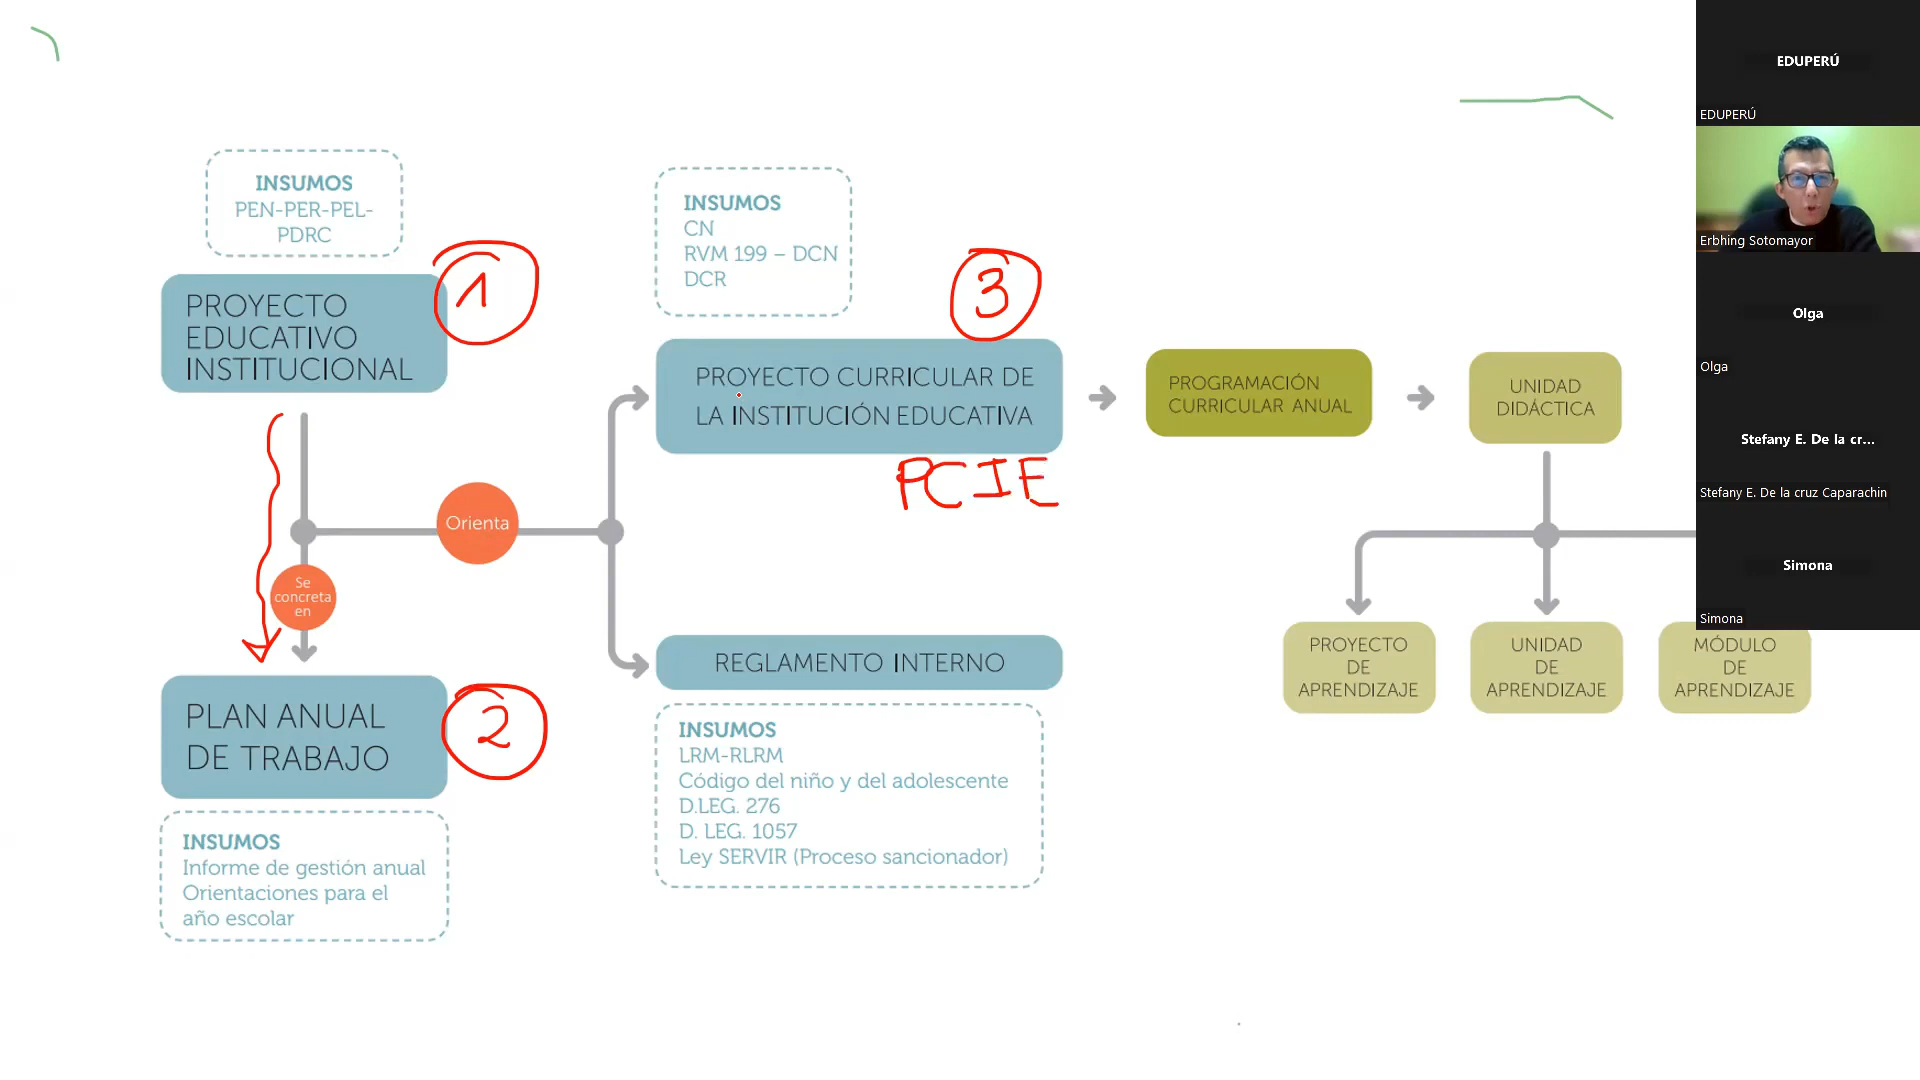 INSUMOS
PEN-PER-PEL-
PDRC
1
PROYECTO
EDUCATIVO
INSTITUCIONAL
Se
concreta
en
Orienta
2
PLAN ANUAL
DE TRABAJO
INSUMOS
Informe de gestión anual
Orientaciones para el
año escolar
INSUMOS
CN
RVM 199 – DCN
DCR
3
PROYECTO CURRICULAR DE
LA INSTITUCIÓN EDUCATIVA
PCIE
REGLAMENTO INTERNO
INSUMOS
LRM-RLRM
Código del niño y del adolescente
D.LEG. 276
D. LEG. 1057
Ley SERVIR (Proceso sancionador)
PROGRAMACIÓN
CURRICULAR ANUAL
UNIDAD
DIDÁCTICA
PROYECTO
DE
APRENDIZAJE
UNIDAD
DE
APRENDIZAJE
MÓDULO
DE
APRENDIZAJE
EDUPERÚ
EDUPERÚ
Erbhing Sotomayor
Olga
Olga
Stefany E. De la cr...
Stefany E. De la cruz Caparachin
Simona
Simona